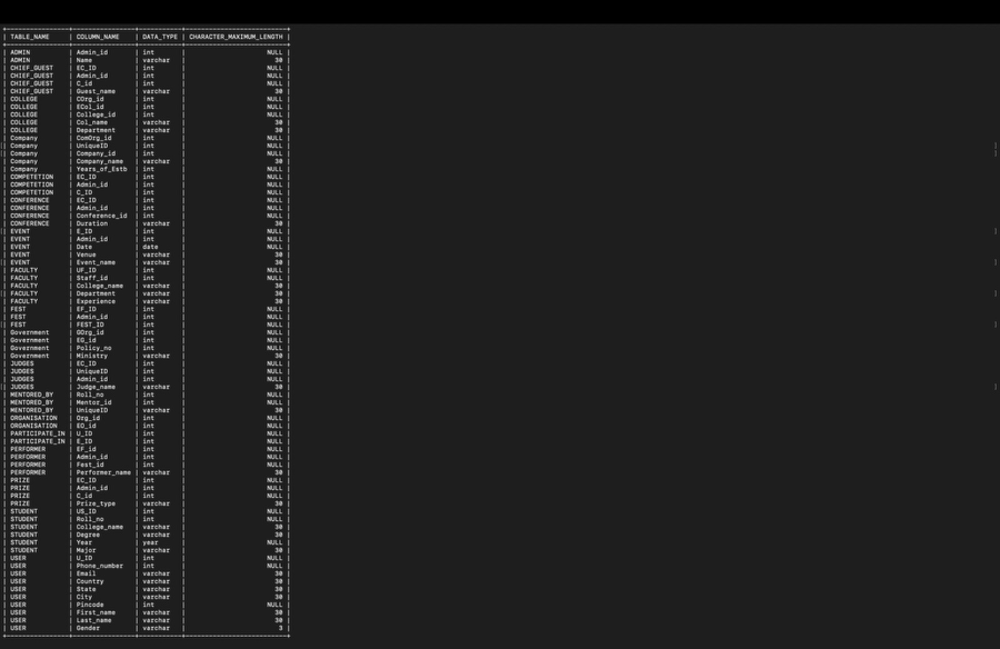 +----------------+----------------+-----------+--------------------------+
| TABLE_NAME | COLUMN_NAME | DATA_TYPE | CHARACTER_MAXIMUM_LENGTH |
+----------------+----------------+-----------+--------------------------+
| ADMIN | Admin_id | int | NULL |
| ADMIN | Name | varchar | 30 |
| CHIEF_GUEST | EC_ID | int | NULL |
| CHIEF_GUEST | Admin_id | int | NULL |
| CHIEF_GUEST | C_id | int | NULL |
| CHIEF_GUEST | Guest_name | varchar | 30 |
| COLLEGE | COrg_id | int | NULL |
| COLLEGE | ECol_id | int | NULL |
| COLLEGE | College_id | int | NULL |
| COLLEGE | Col_name | varchar | 30 |
| COLLEGE | Department | varchar | 30 |
| Company | ComOrg_id | int | NULL |
[| Company | UniqueID | int | NULL | ]
[| Company | Company_id | int | NULL | ]
| Company | Company_name | varchar | 30 |
| Company | Years_of_Estb | int | NULL |
| COMPETETION | EC_ID | int | NULL |
| COMPETETION | Admin_id | int | NULL |
| COMPETETION | C_ID | int | NULL |
| CONFERENCE | EC_ID | int | NULL |
| CONFERENCE | Admin_id | int | NULL |
| CONFERENCE | Conference_id | int | NULL |
| CONFERENCE | Duration | varchar | 30 |
[| EVENT | E_ID | int | NULL | ]
| EVENT | Admin_id | int | NULL |
| EVENT | Date | date | NULL |
| EVENT | Venue | varchar | 30 |
[| EVENT | Event_name | varchar | 30 | ]
| FACULTY | UF_ID | int | NULL |
| FACULTY | Staff_id | int | NULL |
| FACULTY | College_name | varchar | 30 |
[| FACULTY | Department | varchar | 30 | ]
| FACULTY | Experience | varchar | 30 |
| FEST | EF_ID | int | NULL |
| FEST | Admin_id | int | NULL |
[| FEST | FEST_ID | int | NULL | ]
| Government | GOrg_id | int | NULL |
| Government | EG_id | int | NULL |
| Government | Policy_no | int | NULL |
| Government | Ministry | varchar | 30 |
| JUDGES | EC_ID | int | NULL |
| JUDGES | UniqueID | int | NULL |
| JUDGES | Admin_id | int | NULL |
[| JUDGES | Judge_name | varchar | 30 | ]
| MENTORED_BY | Roll_no | int | NULL |
| MENTORED_BY | Mentor_id | int | NULL |
| MENTORED_BY | UniqueID | varchar | 30 |
| ORGANISATION | Org_id | int | NULL |
| ORGANISATION | EO_id | int | NULL |
| PARTICIPATE_IN | U_ID | int | NULL |
| PARTICIPATE_IN | E_ID | int | NULL |
| PERFORMER | EF_id | int | NULL |
| PERFORMER | Admin_id | int | NULL |
| PERFORMER | Fest_id | int | NULL |
| PERFORMER | Performer_name | varchar | 30 |
| PRIZE | EC_ID | int | NULL |
| PRIZE | Admin_id | int | NULL |
| PRIZE | C_id | int | NULL |
| PRIZE | Prize_type | varchar | 30 |
| STUDENT | US_ID | int | NULL |
| STUDENT | Roll_no | int | NULL |
| STUDENT | College_name | varchar | 30 |
| STUDENT | Degree | varchar | 30 |
| STUDENT | Year | year | NULL |
| STUDENT | Major | varchar | 30 |
| USER | U_ID | int | NULL |
| USER | Phone_number | int | NULL |
| USER | Email | varchar | 30 |
| USER | Country | varchar | 30 |
| USER | State | varchar | 30 |
| USER | City | varchar | 30 |
| USER | Pincode | int | NULL |
| USER | First_name | varchar | 30 |
| USER | Last_name | varchar | 30 |
| USER | Gender | varchar | 3 |
+----------------+----------------+-----------+--------------------------+